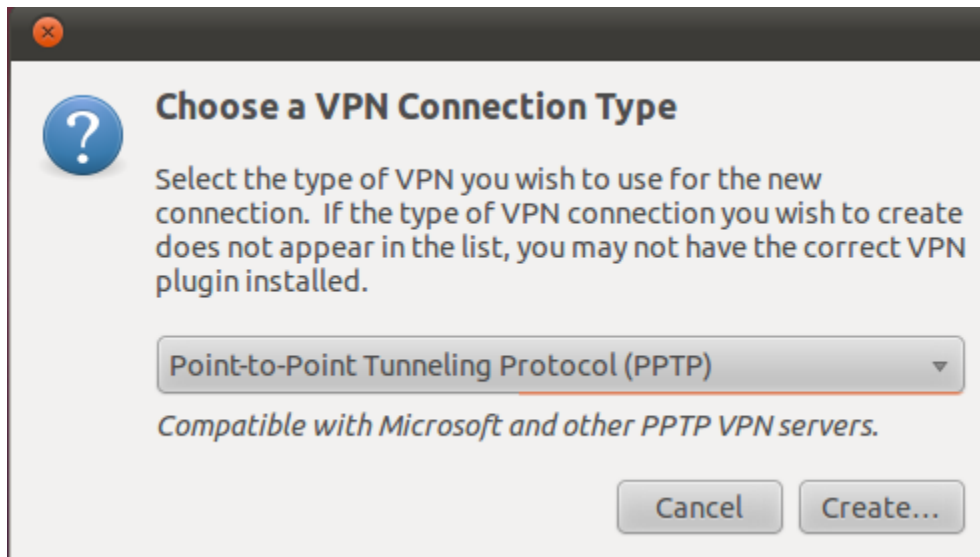 Choose a VPN Connection Type
Select the type of VPN you wish to use for the new
connection.  If the type of VPN connection you wish to create
does not appear in the list, you may not have the correct VPN
plugin installed.
Point-to-Point Tunneling Protocol (PPTP)
Compatible with Microsoft and other PPTP VPN servers.
Cancel
Create…